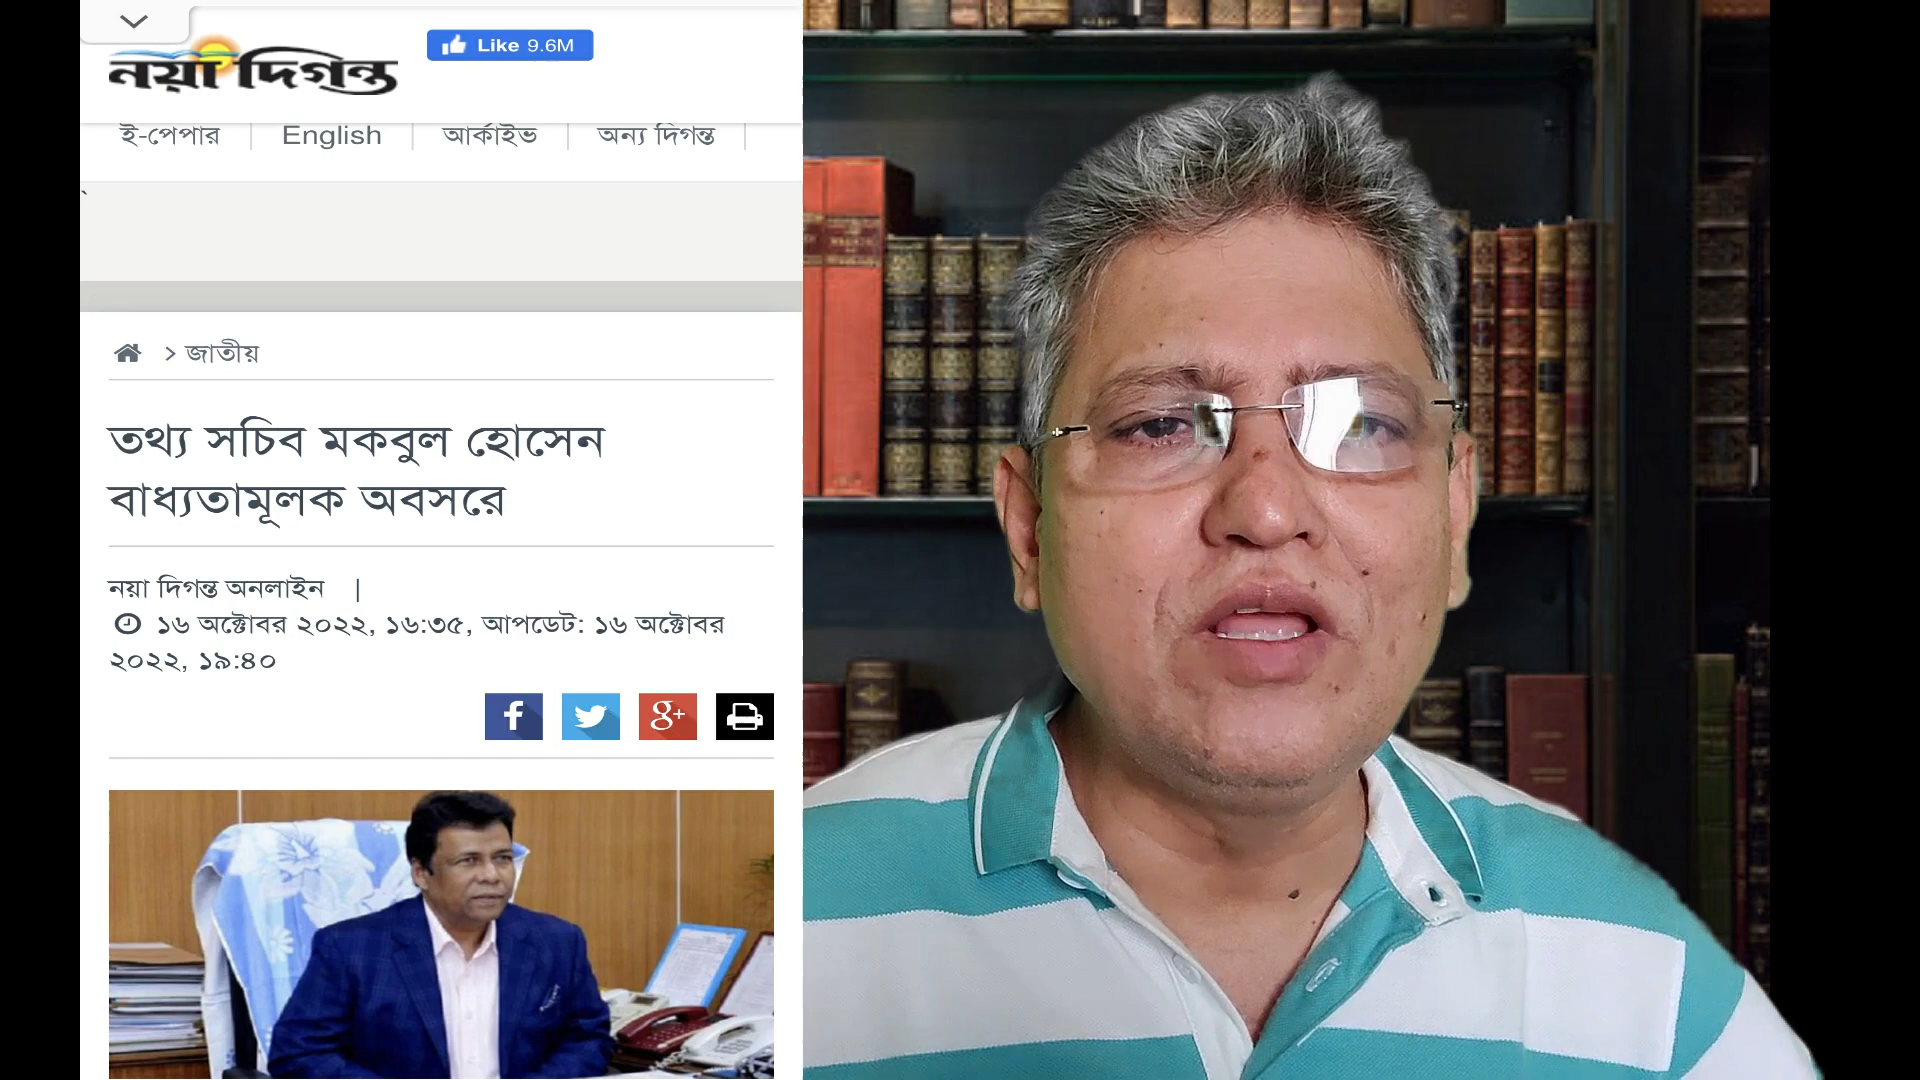 নয়া দিগন্ত
Like 9.6M
ই-পেপার | English | আর্কাইভ | অন্য দিগন্ত |
`
> জাতীয়
তথ্য সচিব মকবুল হোসেন
বাধ্যতামূলক অবসরে
নয়া দিগন্ত অনলাইন |
১৬ অক্টোবর ২০২২, ১৬:৩৫, আপডেট: ১৬ অক্টোবর
২০২২, ১৯:৪০